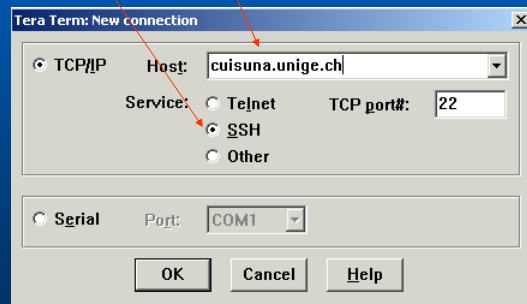 Tera Term: New connection
TCP/IP Host: cuisuna.unige.ch
Service: Telnet TCP port#: 22
SSH
Other
Serial Port: COM1
OK Cancel Help